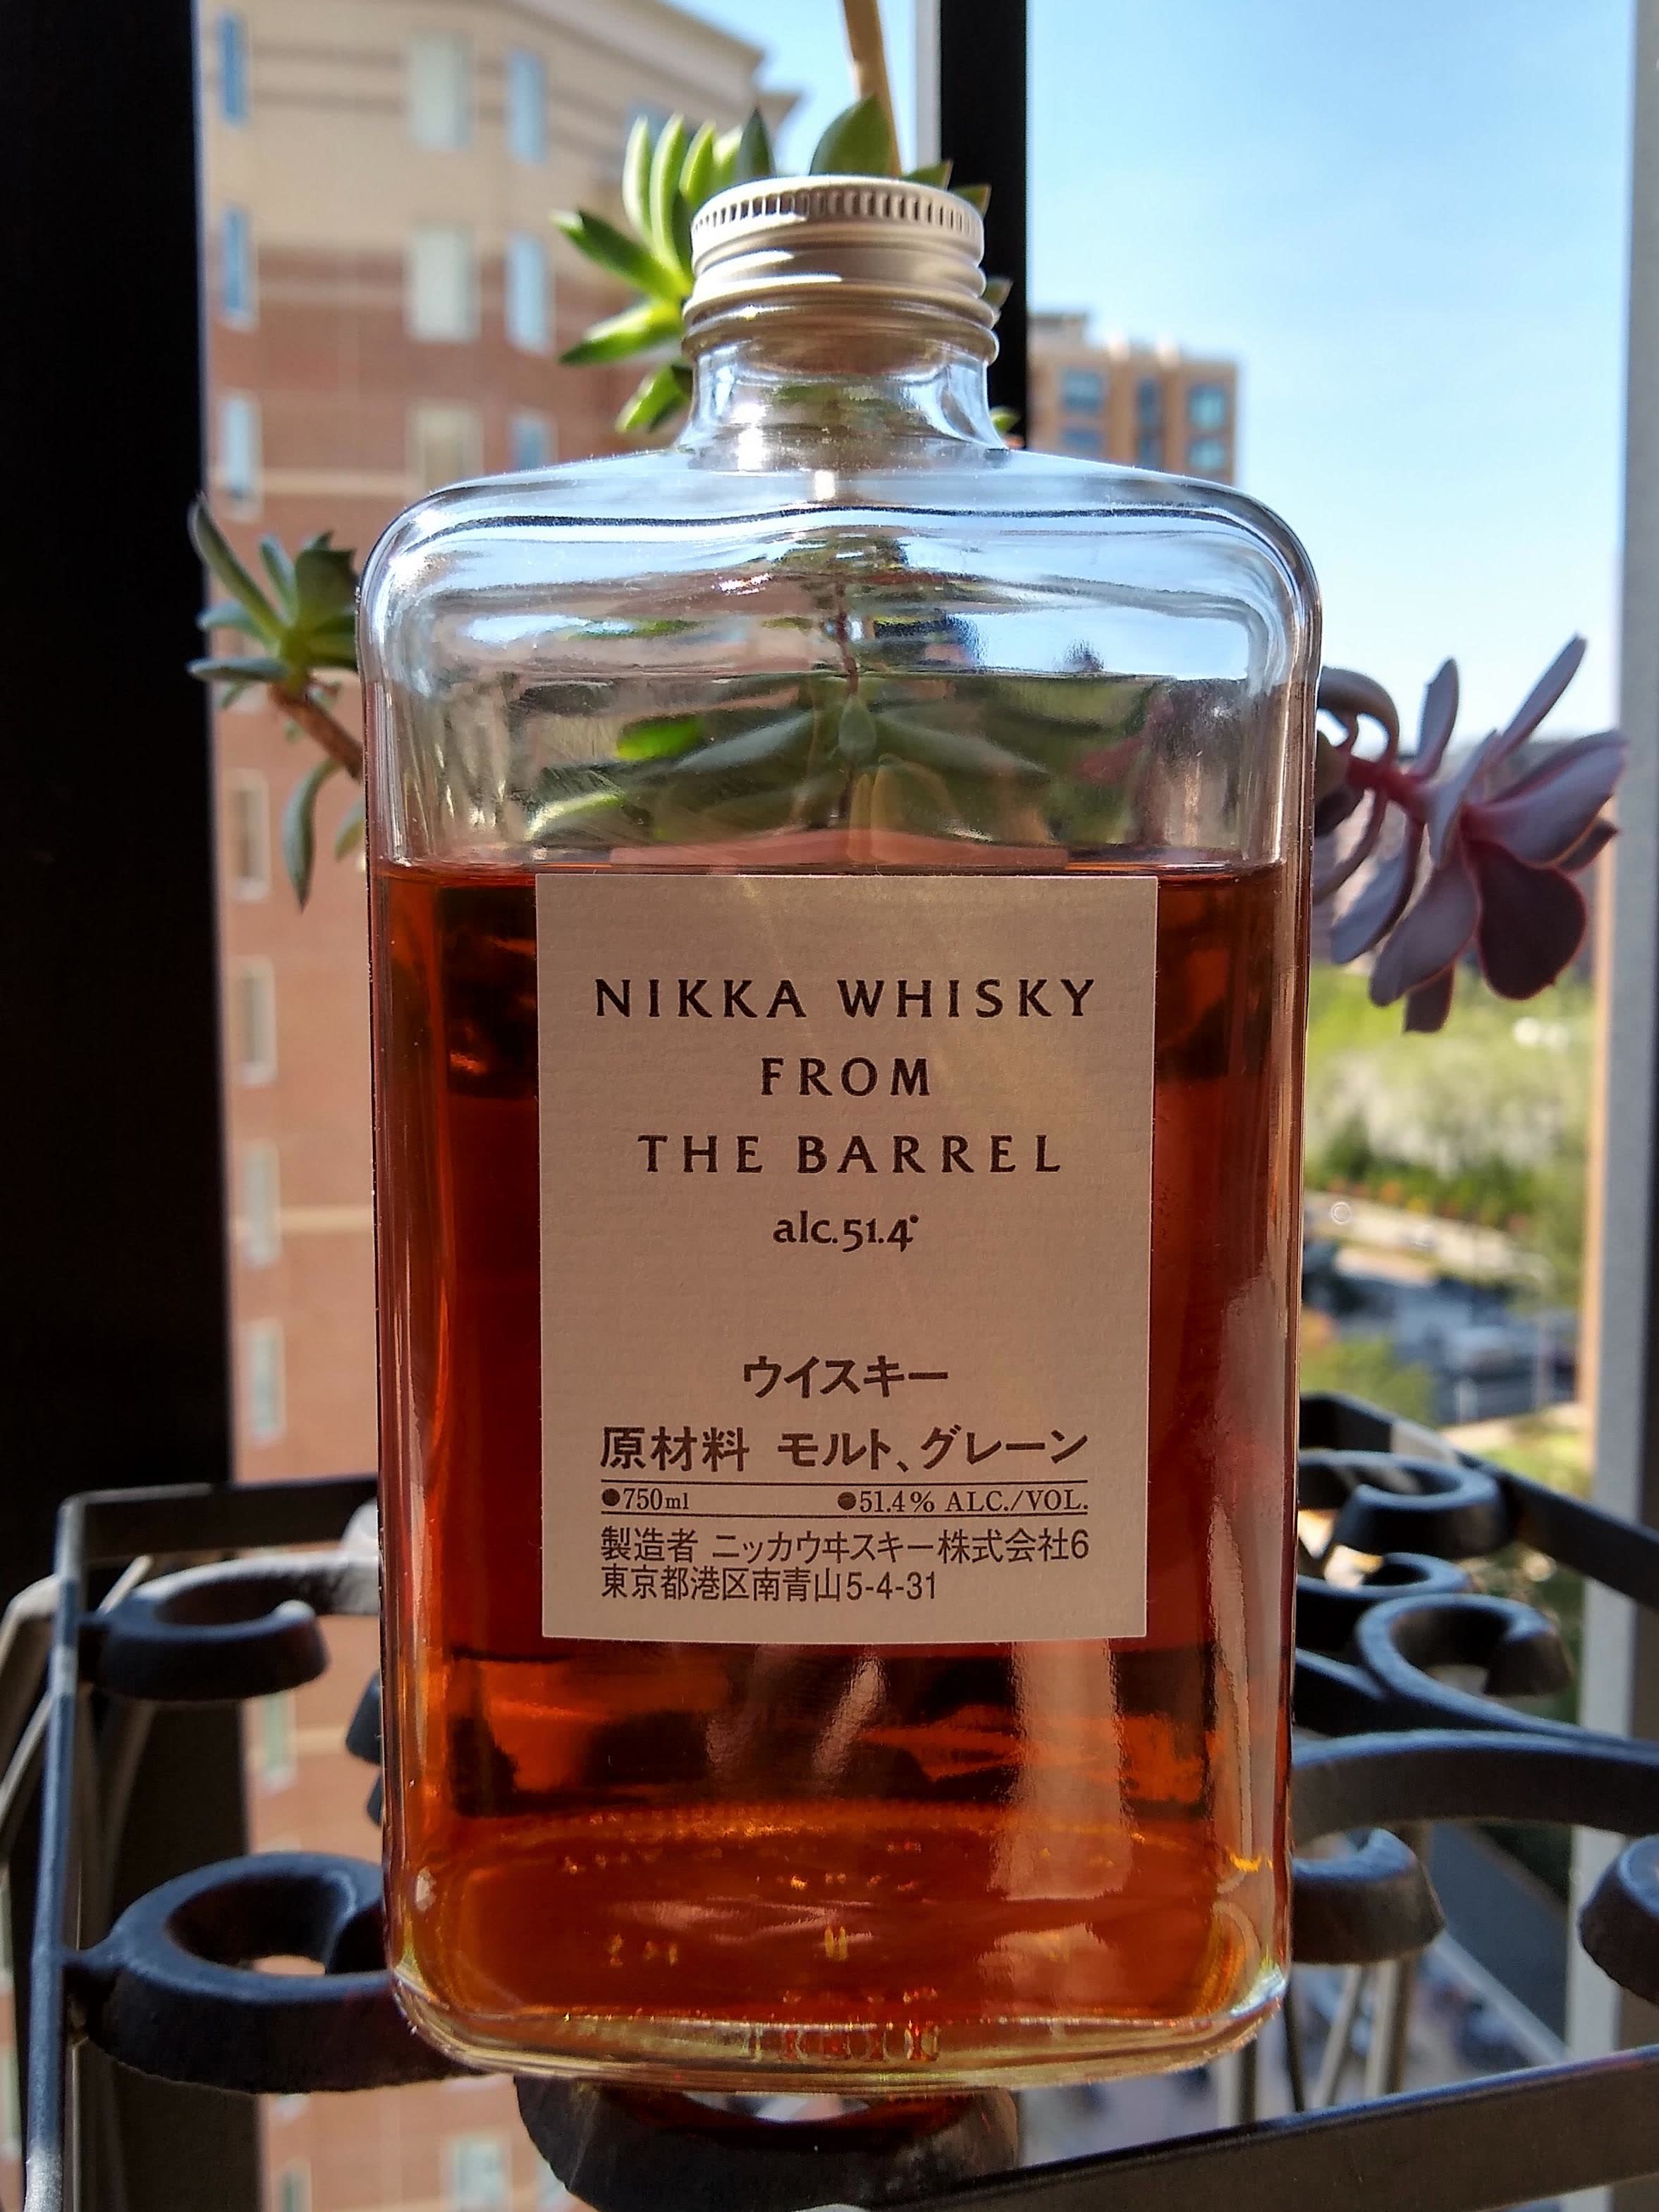 NIKKA WHISKY
FROM
THE BARREL
alc.51.4°
ウイスキー
原材料 モルト、グレーン
●750ml ●51.4% ALC./VOL.
製造者 ニッカウヰスキー株式会社6
東京都港区南青山5-4-31